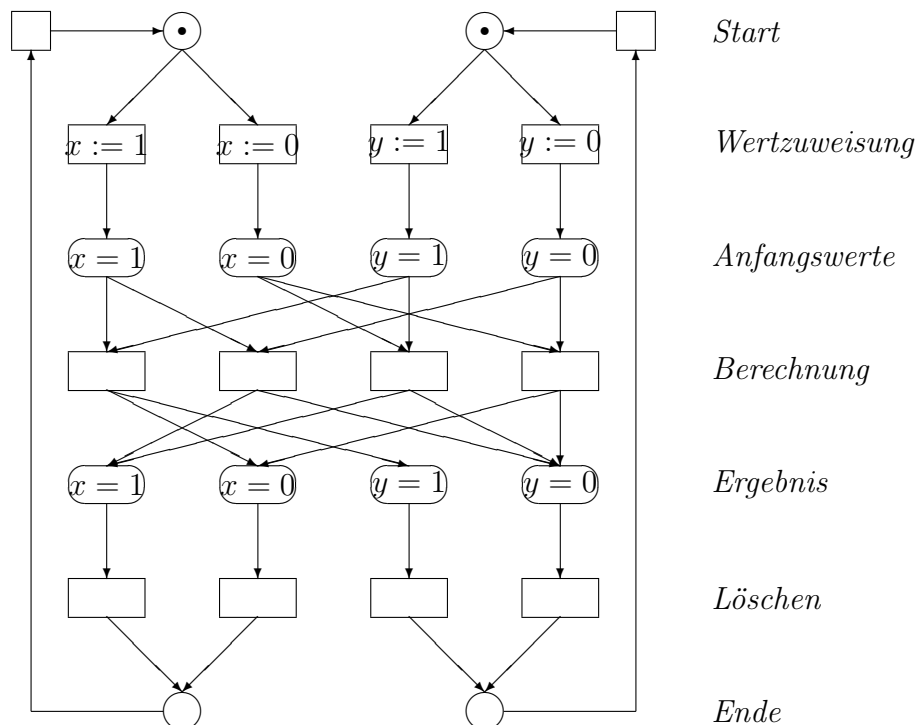 Start
x := 1 x := 0 y := 1 y := 0 Wertzuweisung
x = 1 x = 0 y = 1 y = 0 Anfangswerte
Berechnung
x = 1 x = 0 y = 1 y = 0 Ergebnis
Löschen
Ende